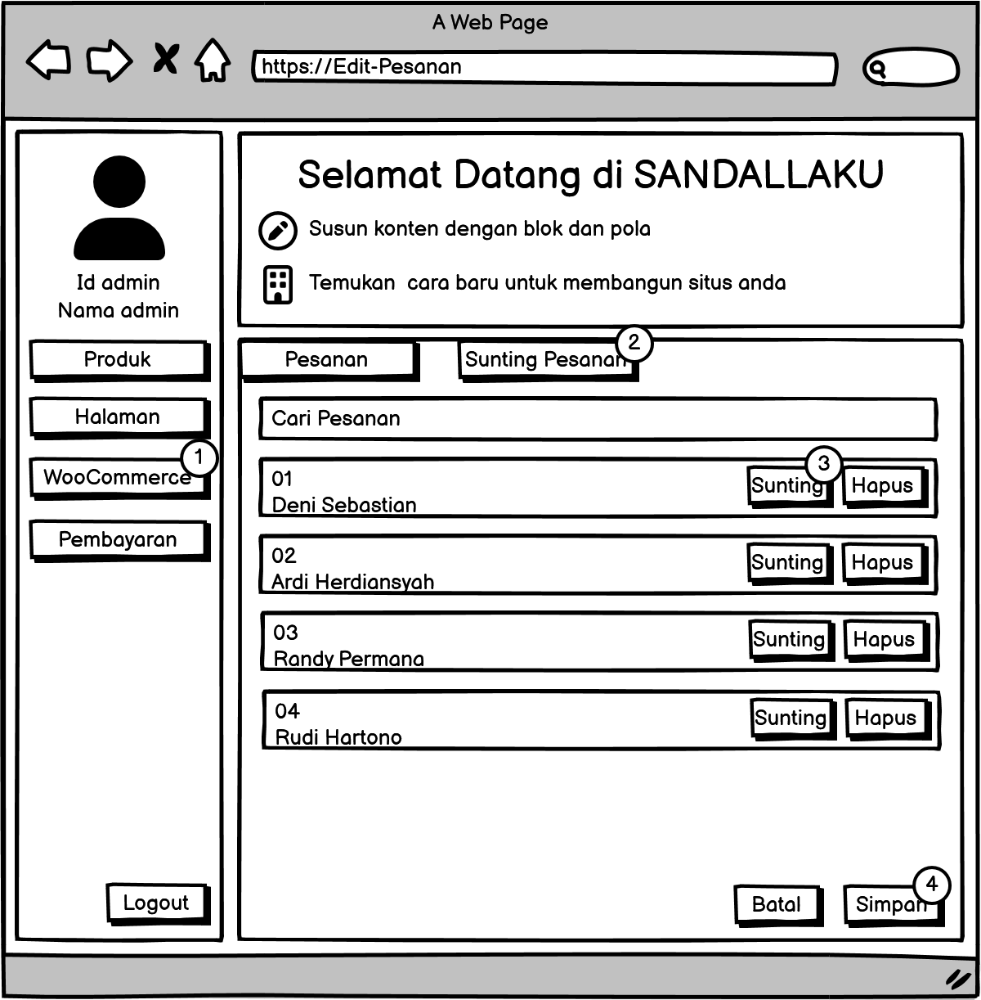 A Web Page
https://Edit-Pesanan
Id admin
Nama admin
Produk
Halaman
1
WooCommerce
Pembayaran
Logout
Selamat Datang di SANDALLAKU
Susun konten dengan blok dan pola
Temukan  cara baru untuk membangun situs anda
Pesanan
Sunting Pesanan
2
Cari Pesanan
01
Deni Sebastian
Sunting
3
Hapus
02
Ardi Herdiansyah
Sunting
Hapus
03
Randy Permana
Sunting
Hapus
04
Rudi Hartono
Sunting
Hapus
Batal
Simpan
4